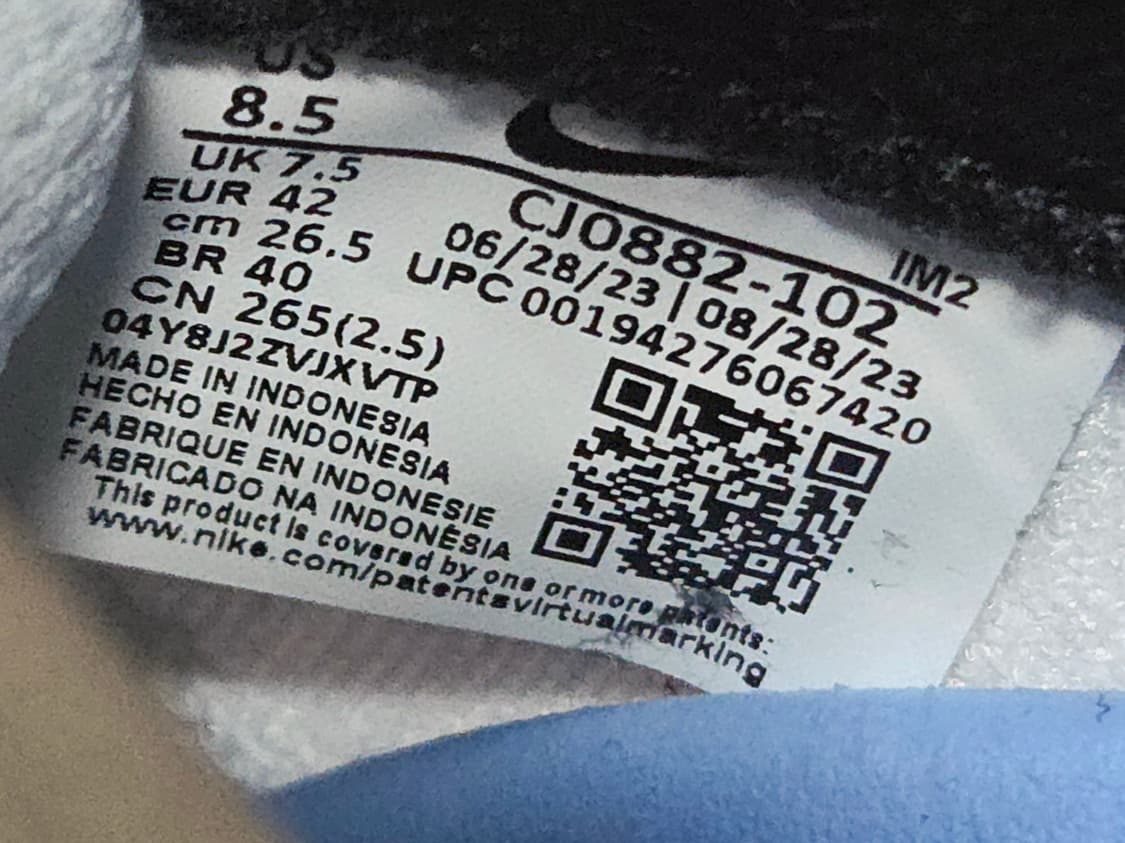 US
8.5
UK 7.5
EUR 42
cm 26.5
BR 40
CN 265(2.5)
04Y8J2ZVJXVTP
MADE IN INDONESIA
HECHO EN INDONESIA
FABRIQUE EN INDONESIE
FABRICADO NA INDONÉSIA
This product is covered by one or more patents:
www.nike.com/patentsvirtualmarking
CJ0882-102
IM2
06/28/23 | 08/28/23
UPC 00194276067420